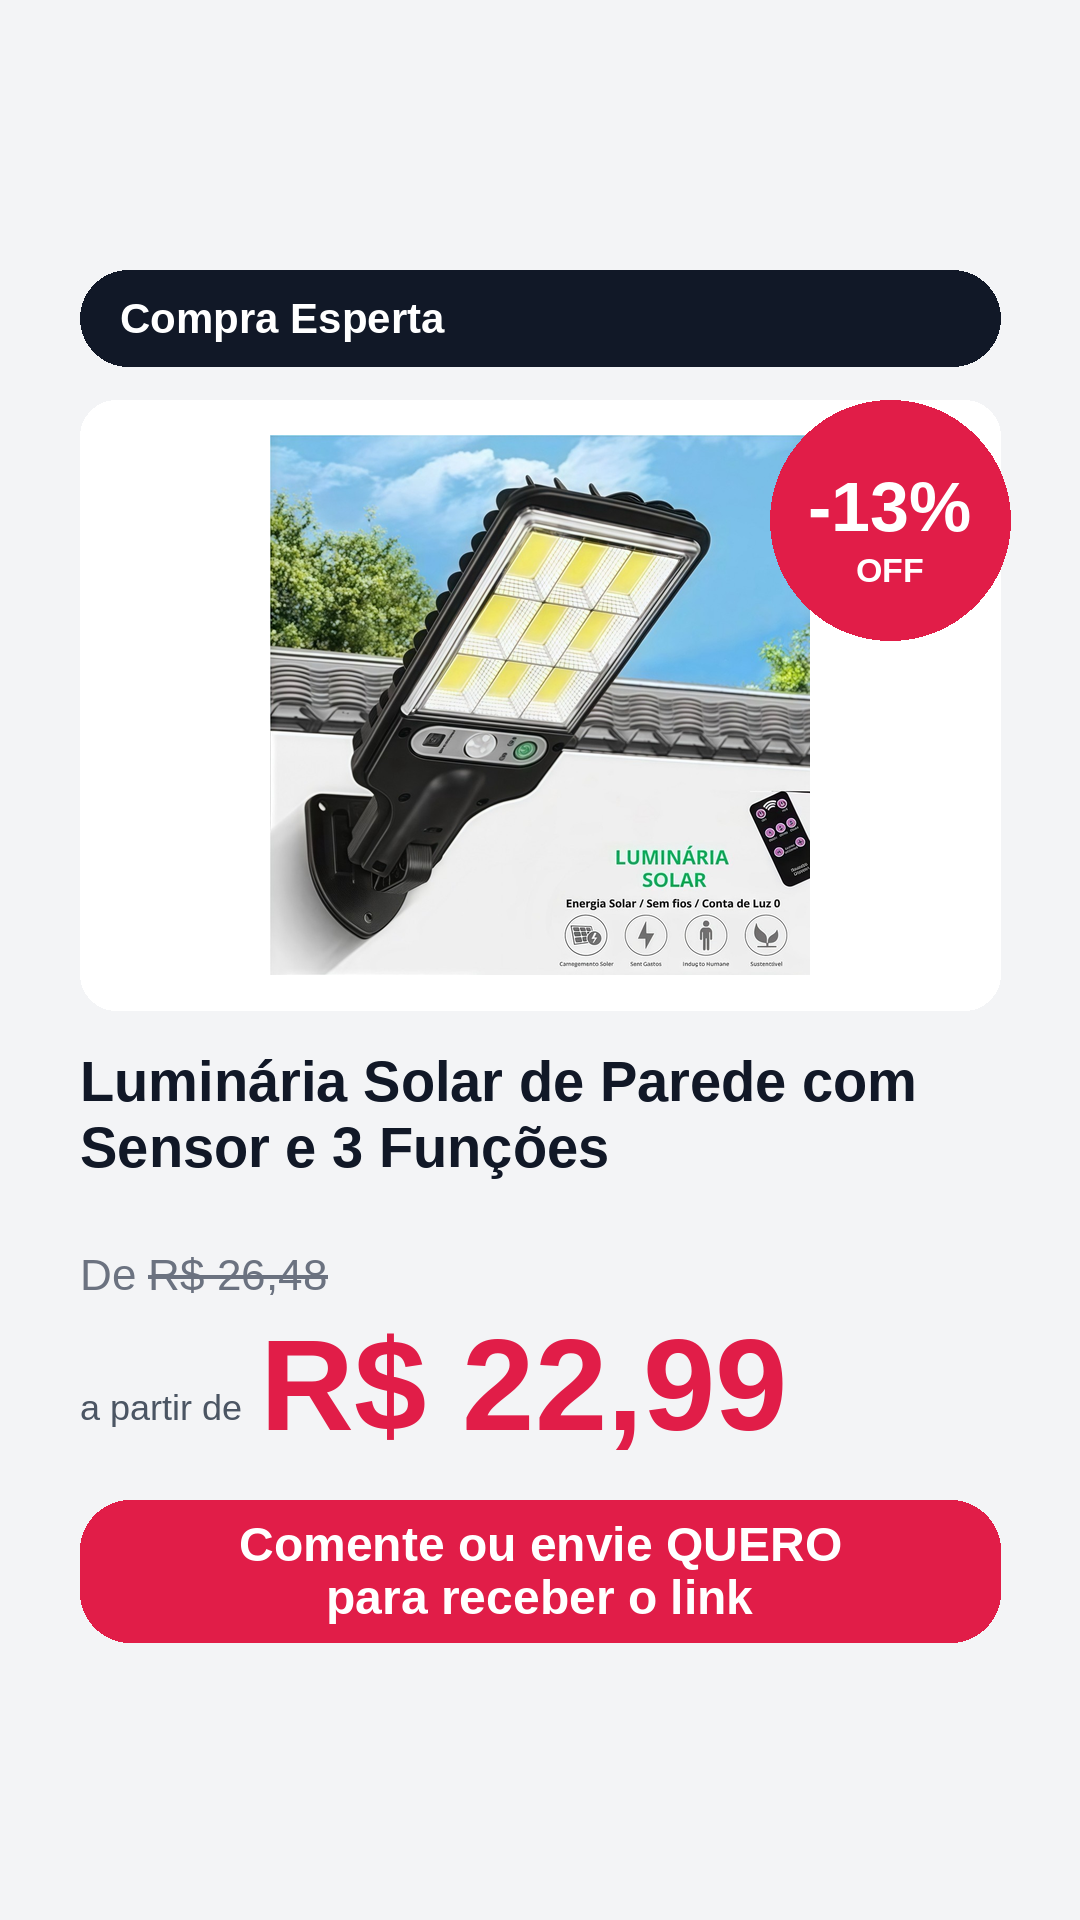 Compra Esperta
-13%
OFF
LUMINÁRIA
SOLAR
Energia Solar / Sem fios / Conta de Luz 0
Sustentável
Luminária Solar de Parede com
Sensor e 3 Funções
De R$ 26,48
a partir de R$ 22,99
Comente ou envie QUERO
para receber o link